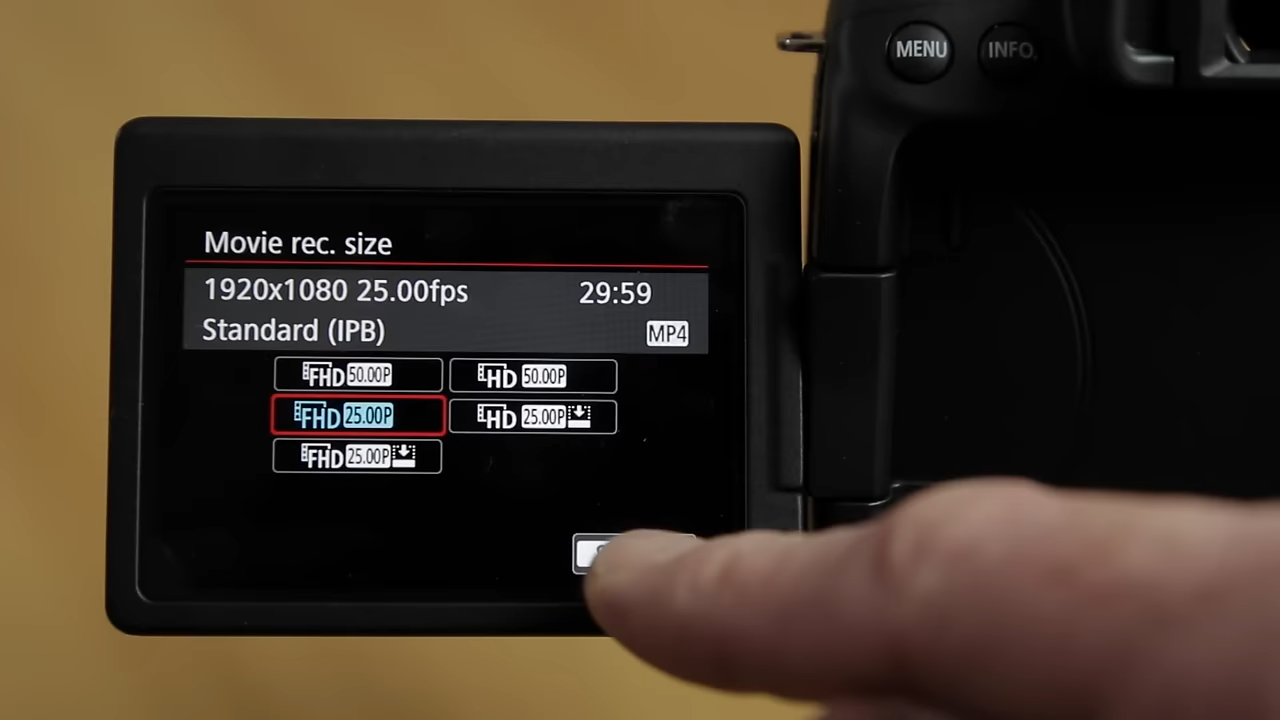 MENU INFO.
Movie rec. size
1920x1080 25.00fps 29:59
Standard (IPB) MP4
FHD 50.00P HD 50.00P
FHD 25.00P HD 25.00P
FHD 25.00P